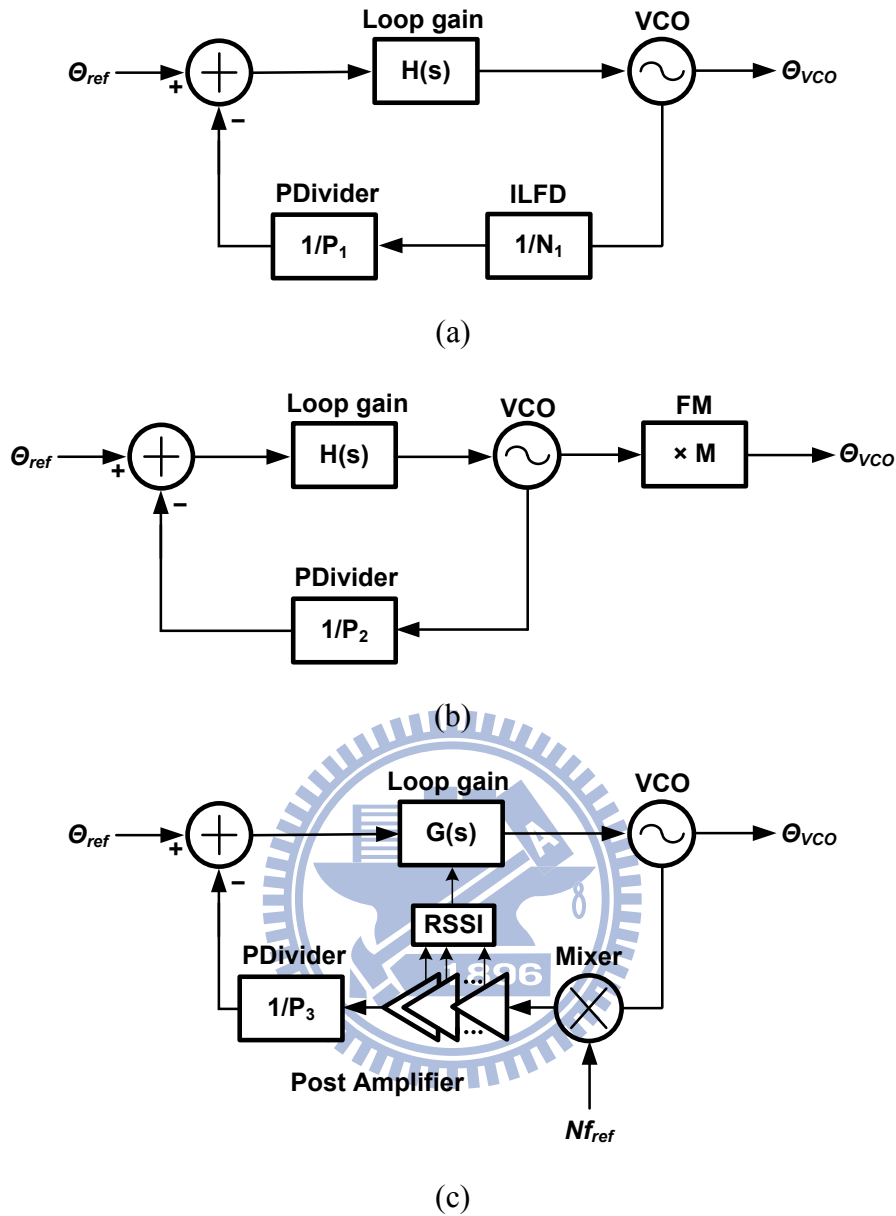 Loop gain
VCO
Θref
+
H(s)
ΘVCO
−
PDivider
ILFD
1/P1
1/N1
(a)
Loop gain
VCO
FM
Θref
+
H(s)
× M
ΘVCO
−
PDivider
1/P2
(b)
Loop gain
VCO
Θref
+
G(s)
ΘVCO
−
RSSI
PDivider
Mixer
1896
...
1/P3
...
Post Amplifier
Nfref
(c)